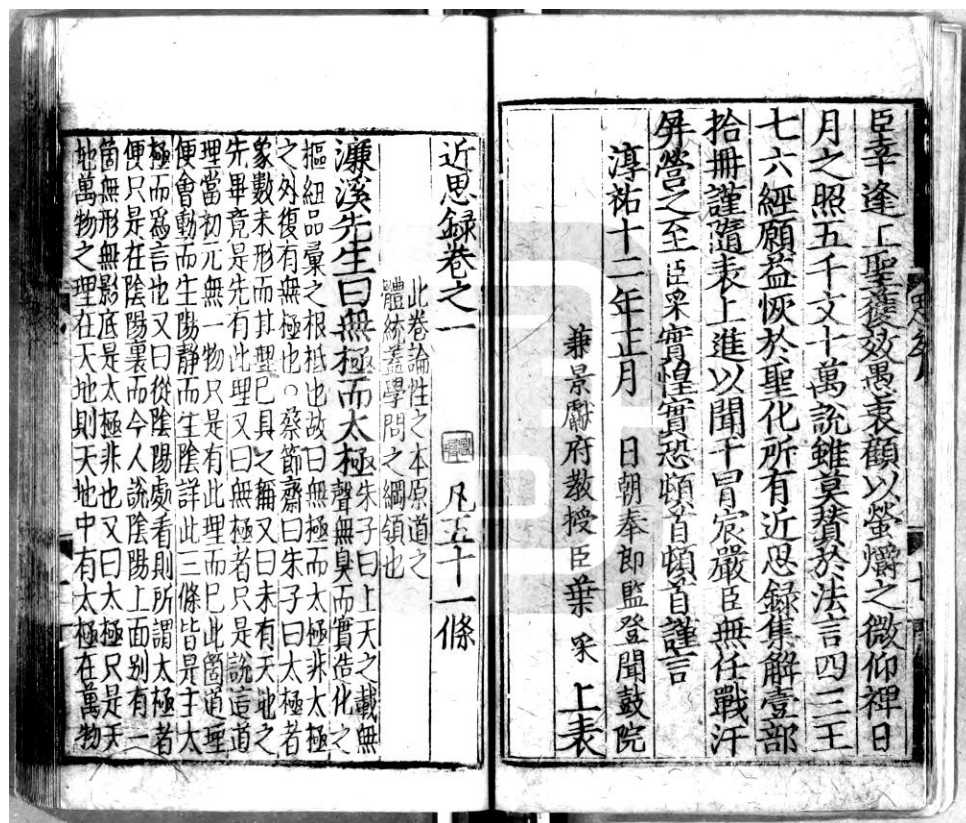 臣幸逢上聖發效愚衷顧以螢爝之微仰裨日
月之照五千文十萬說雖莫賛於法言四三王
七六經願益恢於聖化所有近思録集解壹部
拾冊謹隨表上進以聞干冒宸嚴臣無任戰汗
屏營之至臣采實惶實恐頓首頓首謹言
淳祐十二年正月 日朝奉郎監登聞鼓院
兼景獻府教授臣葉采上表
近思録卷之一 凡五十一條
此卷論性之本原道之
體統蓋學問之綱領也
濂溪先生曰無極而太極朱子曰上天之載無
聲無臭而實造化之
樞紐品彙之根柢也故曰無極而太極非太極
之外復有無極也○蔡節齋曰朱子曰太極者
象數未形而其理已具之稱又曰未有天地之
先畢竟是先有此理又曰無極者只是說這道
理當初元無一物只是有此理而已此箇道理
便會動而生陽靜而生陰詳此三條皆是主太
極而爲言也又曰從陰陽處看則所謂太極者
便只是在陰陽裏而今人說陰陽上面别有一
箇無形無影底是太極非也又曰太極只是天
地萬物之理在天地則天地中有太極在萬物